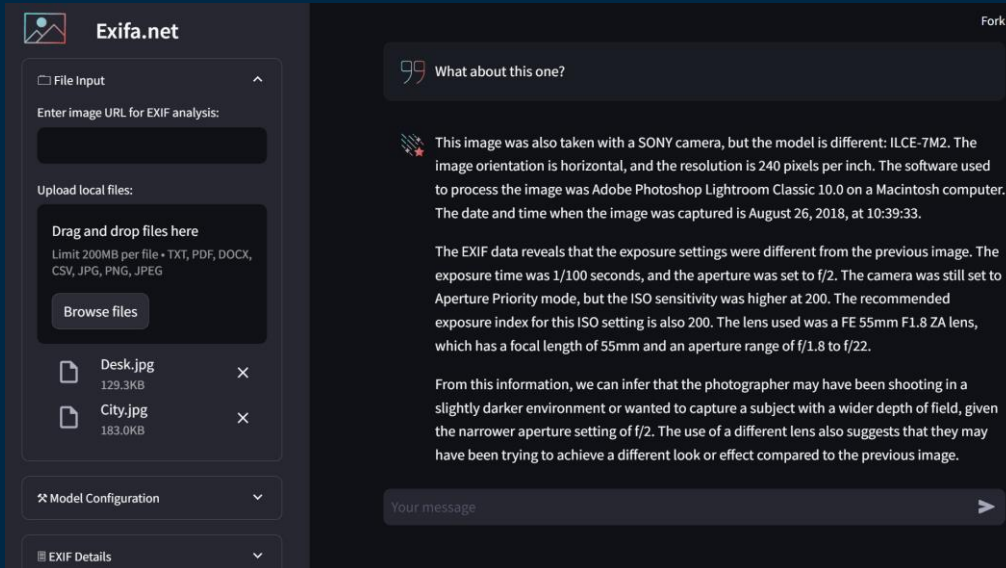 Exifa.net
File Input
Enter image URL for EXIF analysis:
Upload local files:
Drag and drop files here
Limit 200MB per file • TXT, PDF, DOCX,
CSV, JPG, PNG, JPEG
Browse files
Desk.jpg
129.3KB
City.jpg
183.0KB
Model Configuration
EXIF Details
Fork
What about this one?
This image was also taken with a SONY camera, but the model is different: ILCE-7M2. The
image orientation is horizontal, and the resolution is 240 pixels per inch. The software used
to process the image was Adobe Photoshop Lightroom Classic 10.0 on a Macintosh computer.
The date and time when the image was captured is August 26, 2018, at 10:39:33.
The EXIF data reveals that the exposure settings were different from the previous image. The
exposure time was 1/100 seconds, and the aperture was set to f/2. The camera was still set to
Aperture Priority mode, but the ISO sensitivity was higher at 200. The recommended
exposure index for this ISO setting is also 200. The lens used was a FE 55mm F1.8 ZA lens,
which has a focal length of 55mm and an aperture range of f/1.8 to f/22.
From this information, we can infer that the photographer may have been shooting in a
slightly darker environment or wanted to capture a subject with a wider depth of field, given
the narrower aperture setting of f/2. The use of a different lens also suggests that they may
have been trying to achieve a different look or effect compared to the previous image.
Your message